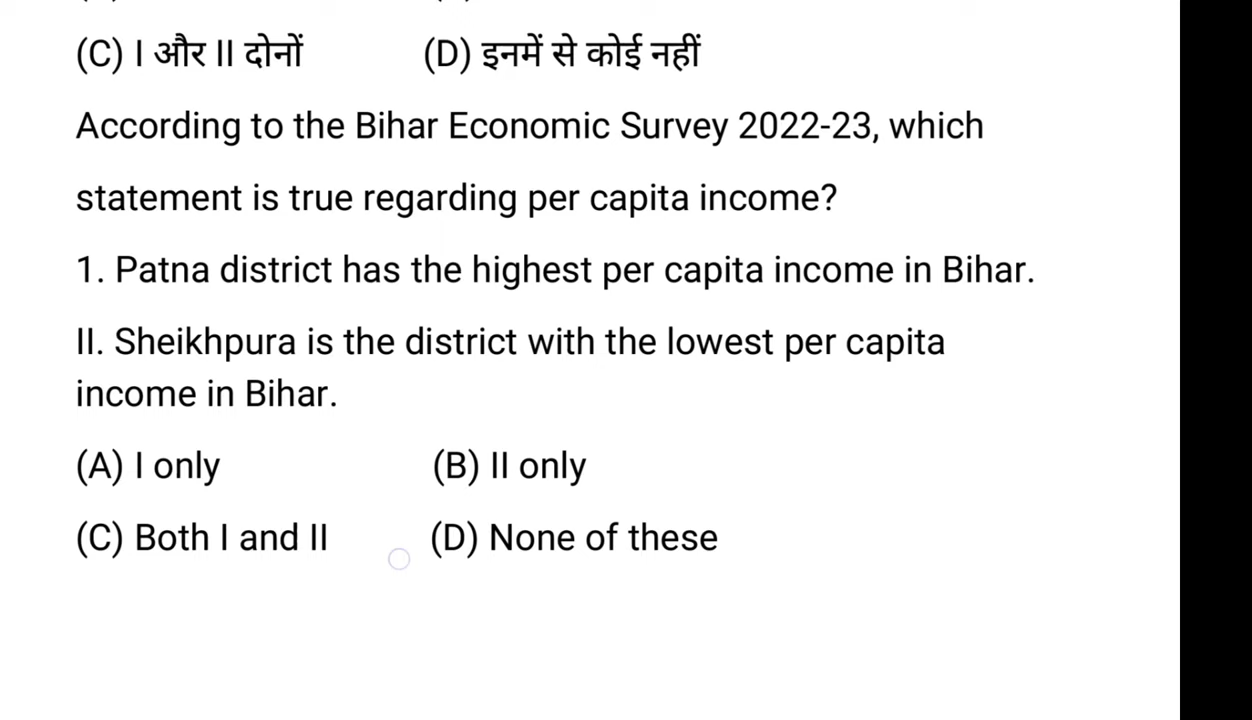 (C) I और II दोनों (D) इनमें से कोई नहीं
According to the Bihar Economic Survey 2022-23, which
statement is true regarding per capita income?
1. Patna district has the highest per capita income in Bihar.
II. Sheikhpura is the district with the lowest per capita
income in Bihar.
(A) I only (B) II only
(C) Both I and II (D) None of these